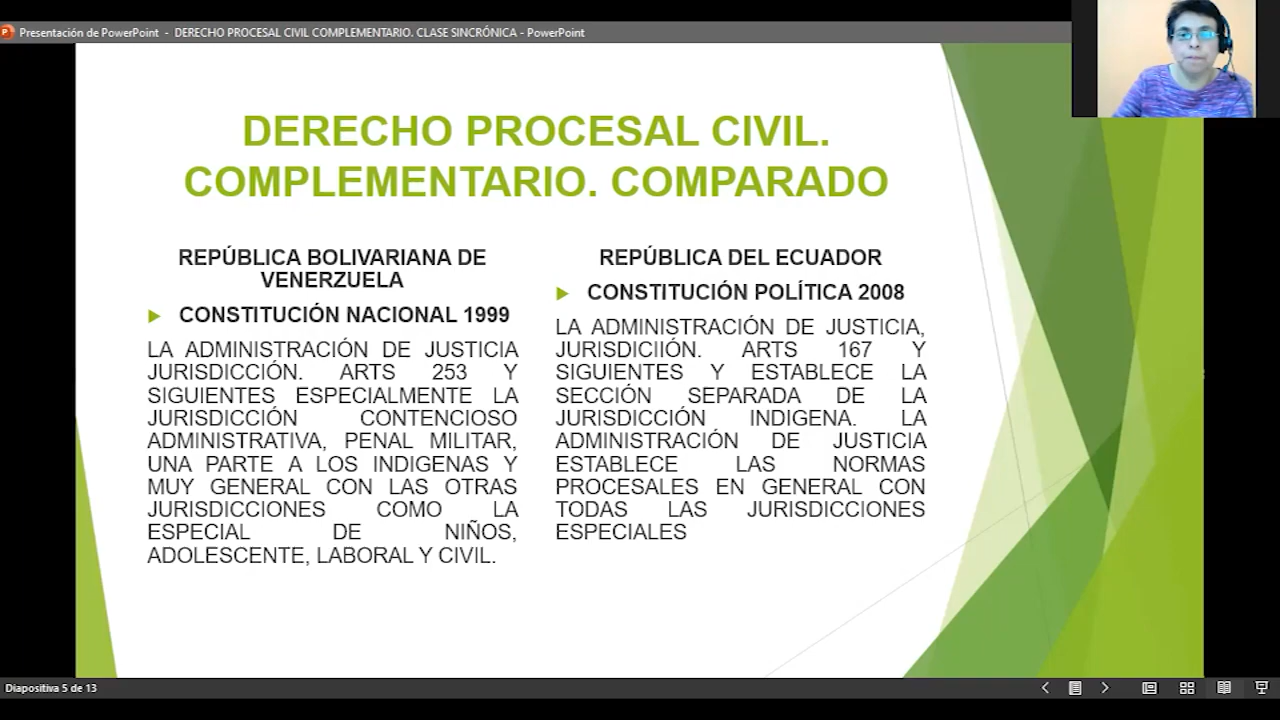 Presentación de PowerPoint - DERECHO PROCESAL CIVIL COMPLEMENTARIO. CLASE SINCRÓNICA - PowerPoint
DERECHO PROCESAL CIVIL.
COMPLEMENTARIO. COMPARADO
REPÚBLICA BOLIVARIANA DE
VENERZUELA
CONSTITUCIÓN NACIONAL 1999
LA ADMINISTRACIÓN DE JUSTICIA
JURISDICCIÓN. ARTS 253 Y
SIGUIENTES ESPECIALMENTE LA
JURISDICCIÓN CONTENCIOSO
ADMINISTRATIVA, PENAL MILITAR,
UNA PARTE A LOS INDIGENAS Y
MUY GENERAL CON LAS OTRAS
JURISDICCIONES COMO LA
ESPECIAL DE NIÑOS,
ADOLESCENTE, LABORAL Y CIVIL.
REPÚBLICA DEL ECUADOR
CONSTITUCIÓN POLÍTICA 2008
LA ADMINISTRACIÓN DE JUSTICIA,
JURISDICIIÓN. ARTS 167 Y
SIGUIENTES Y ESTABLECE LA
SECCIÓN SEPARADA DE LA
JURISDICCIÓN INDIGENA. LA
ADMINISTRACIÓN DE JUSTICIA
ESTABLECE LAS NORMAS
PROCESALES EN GENERAL CON
TODAS LAS JURISDICCIONES
ESPECIALES
Diapositiva 5 de 13